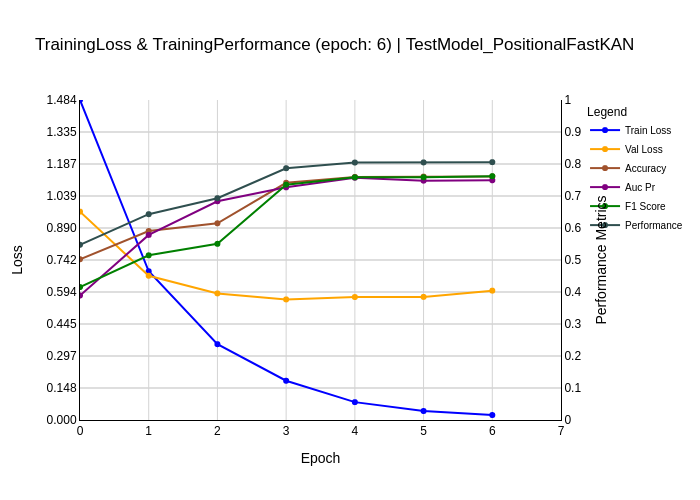 TrainingLoss & TrainingPerformance (epoch: 6) | TestModel_PositionalFastKAN
1.484
1.335
1.187
1.039
0.890
0.742
0.594
0.445
0.297
0.148
0.000
Loss
0
1
2
3
4
5
6
7
Epoch
1
0.9
0.8
0.7
0.6
0.5
0.4
0.3
0.2
0.1
0
Performance Metrics
Legend
Train Loss
Val Loss
Accuracy
Auc Pr
F1 Score
Performance